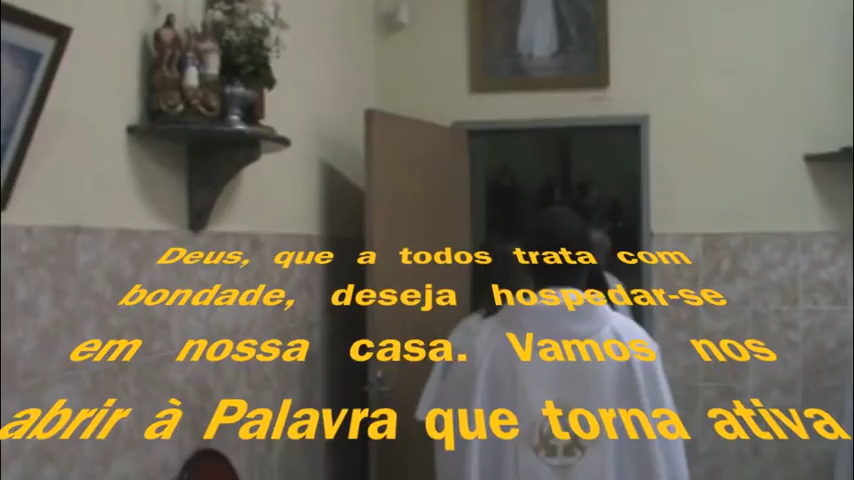 Deus, que a todos trata com
bondade, deseja hospedar-se
em nossa casa. Vamos nos
abrir à Palavra que torna ativa